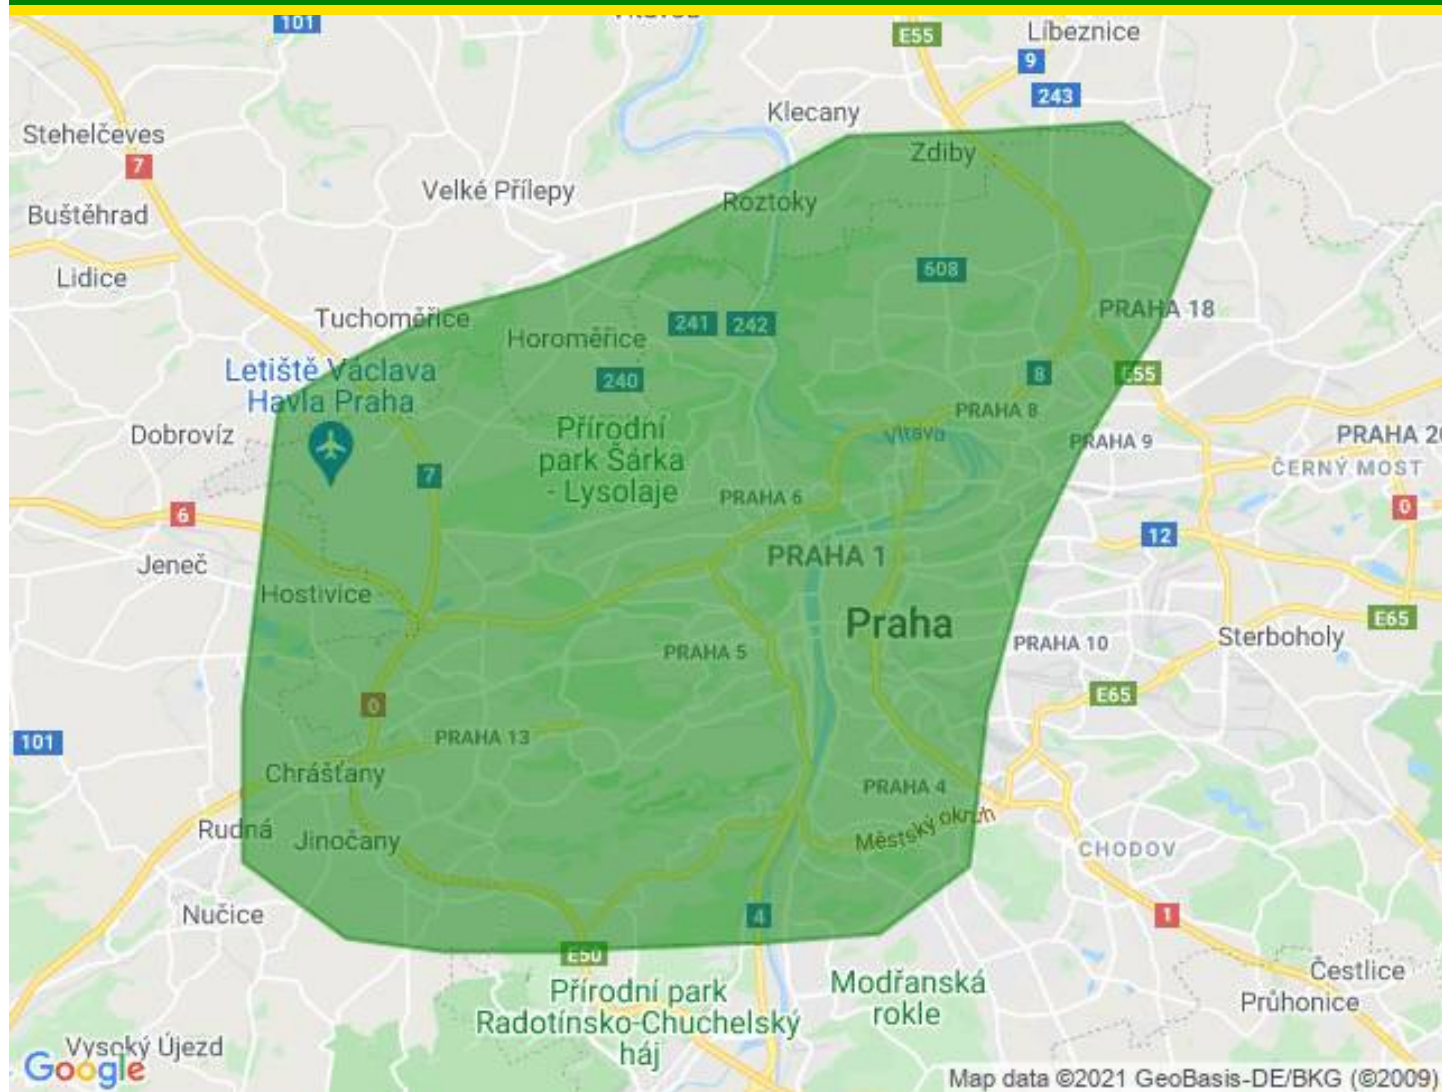 101
E55
Líbeznice
9
243
Klecany
Stehelčeves
7
Zdiby
Velké Přílepy
Roztoky
Buštěhrad
Lidice
608
Tuchoměřice
241
242
PRAHA 18
Horoměřice
Letiště Václava
Havla Praha
240
8
E55
PRAHA 8
Dobrovíz
Přírodní
park Šárka
- Lysolaje
Vltava
PRAHA 9
PRAHA 20
ČERNÝ MOST
7
PRAHA 6
6
0
12
Jeneč
PRAHA 1
Hostivice
Praha
E65
Sterboholy
PRAHA 5
PRAHA 10
0
E65
101
PRAHA 13
Chrášťany
PRAHA 4
Rudná
Jinočany
Městský okruh
CHODOV
Nučice
4
1
E50
Přírodní park
Radotínsko-Chuchelský
háj
Modřanská
rokle
Čestlice
Průhonice
Vysoký Újezd
Google
Map data ©2021 GeoBasis-DE/BKG (©2009)